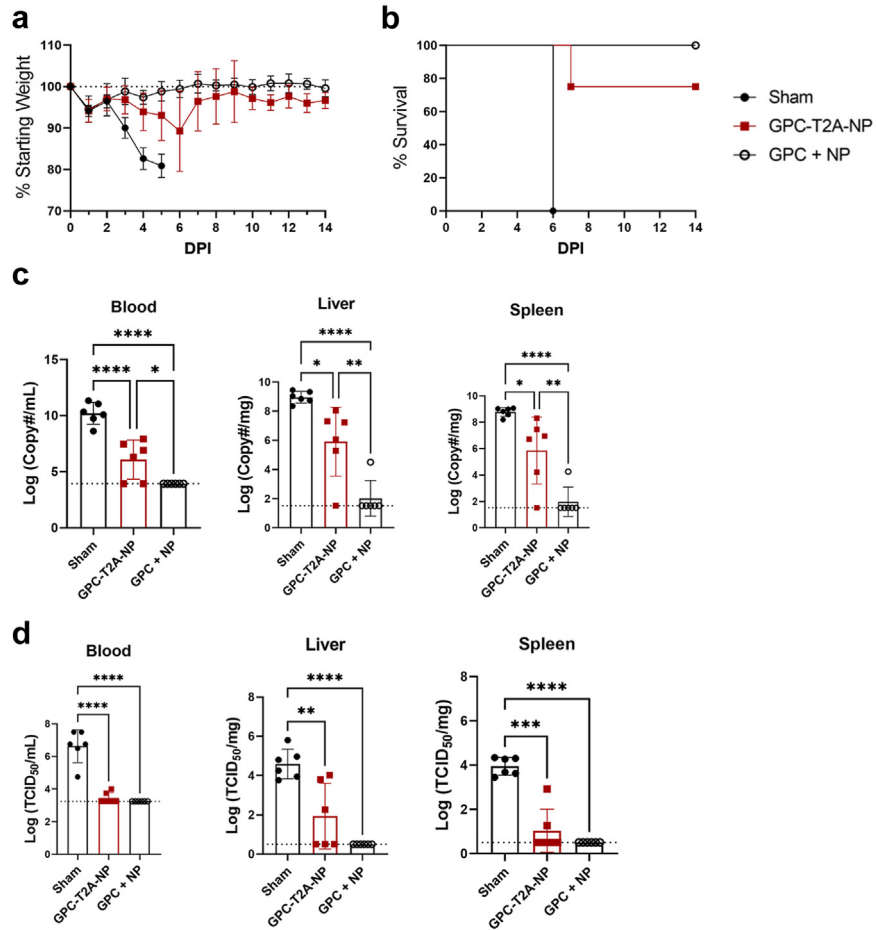 a
% Starting Weight
110
100
90
80
70
0 2 4 6 8 10 12 14
DPI
b
% Survival
100
80
60
40
20
0
0 2 4 6 8 10 12 14
DPI
Sham
GPC-T2A-NP
GPC + NP
c
Blood
Log (Copy#/mL)
15
10
5
0
**** 
**** *
Sham
GPC-T2A-NP
GPC + NP
Liver
Log (Copy#/mg)
10
8
6
4
2
0
****
* **
Sham
GPC-T2A-NP
GPC + NP
Spleen
Log (Copy#/mg)
10
8
6
4
2
0
****
* **
Sham
GPC-T2A-NP
GPC + NP
d
Blood
Log (TCID50/mL)
8
6
4
2
0
****
****
Sham
GPC-T2A-NP
GPC + NP
Liver
Log (TCID50/mg)
8
6
4
2
0
****
**
Sham
GPC-T2A-NP
GPC + NP
Spleen
Log (TCID50/mg)
8
6
4
2
0
****
***
Sham
GPC-T2A-NP
GPC + NP